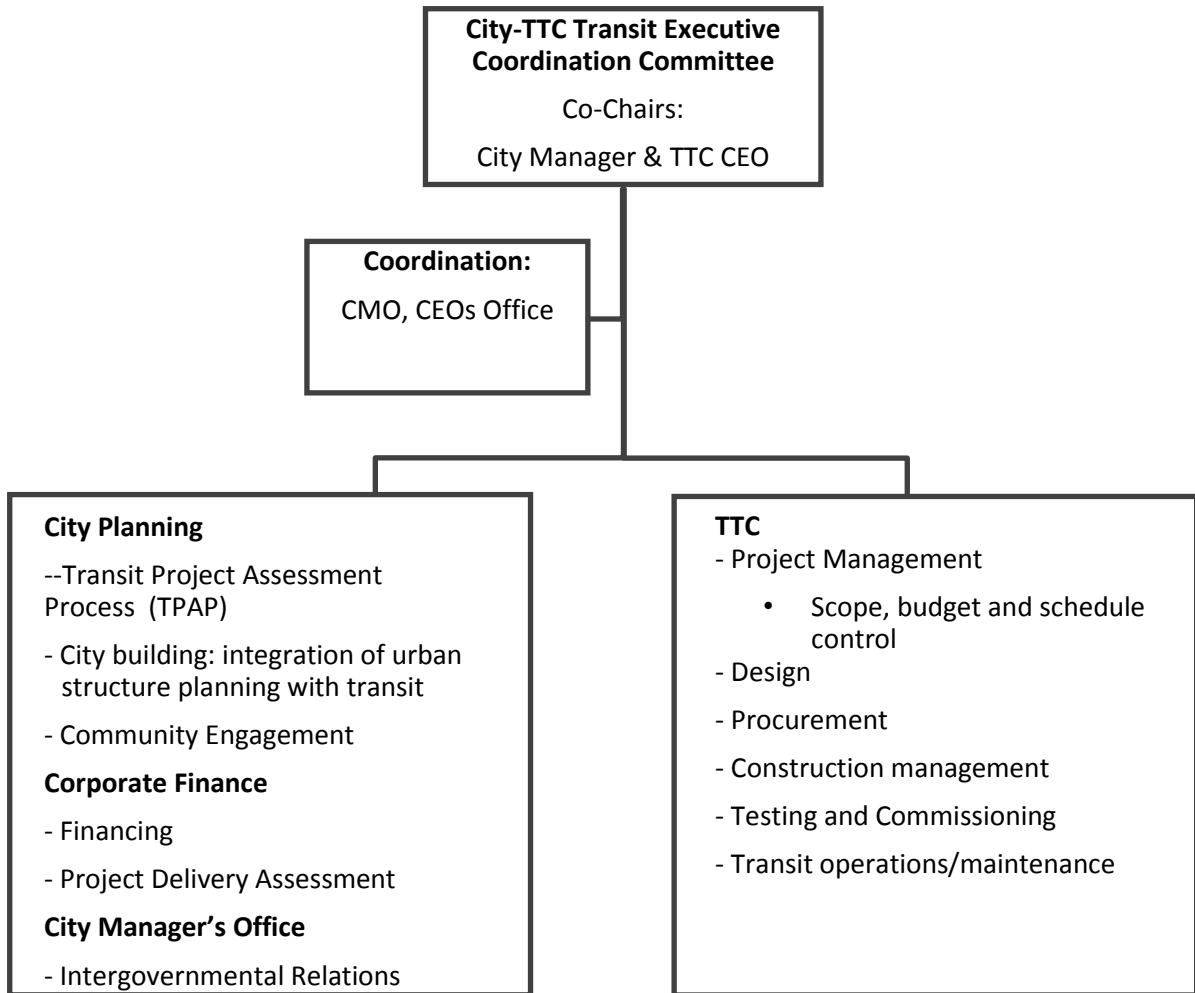 City-TTC Transit Executive
Coordination Committee
Co-Chairs:
City Manager & TTC CEO
Coordination:
CMO, CEOs Office
City Planning
--Transit Project Assessment
Process  (TPAP)
- City building: integration of urban
structure planning with transit
- Community Engagement
Corporate Finance
- Financing
- Project Delivery Assessment
City Manager’s Office
- Intergovernmental Relations
TTC
- Project Management
• Scope, budget and schedule
control
- Design
- Procurement
- Construction management
- Testing and Commissioning
- Transit operations/maintenance